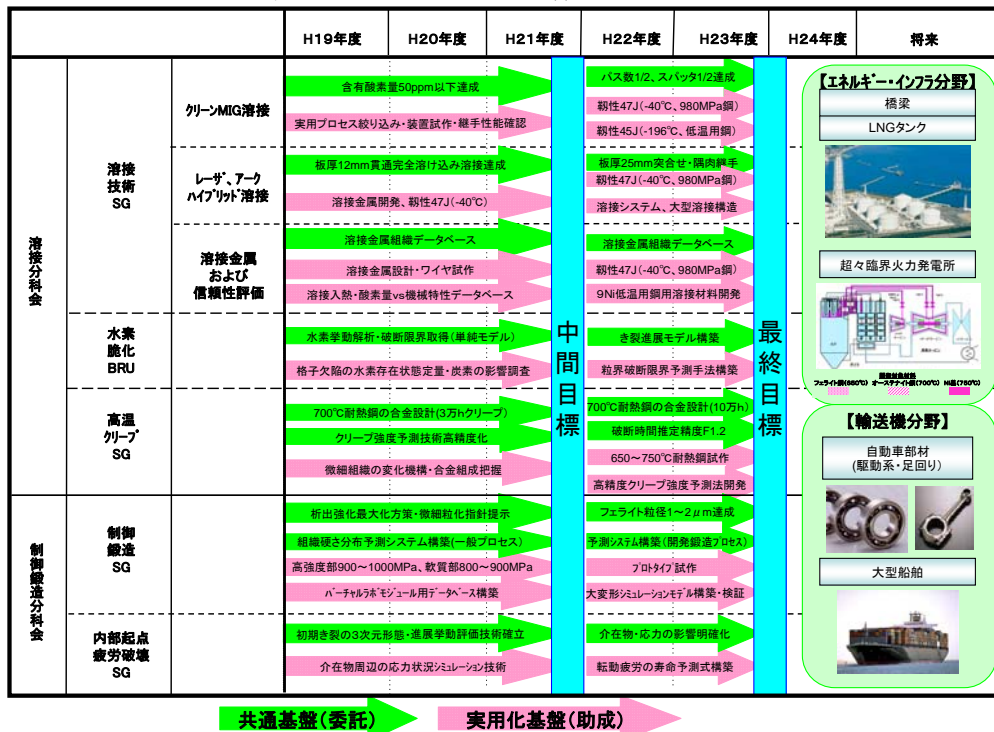 H19年度 H20年度 H21年度 H22年度 H23年度 H24年度 将来
溶接分科会
溶接
技術
SG
クリーンMIG溶接
含有酸素量50ppm以下達成
実用プロセス絞り込み・装置試作・継手性能確認
パス数1/2、スパッタ1/2達成
靭性47J(-40℃、980MPa鋼)
靭性45J(-196℃、低温用鋼)
レーザ、アーク
ハイブリッド溶接
板厚12mm貫通完全溶け込み溶接達成
溶接金属開発、靭性47J(-40℃)
板厚25mm突合せ・隅肉継手
靭性47J(-40℃、980MPa鋼)
溶接システム、大型溶接構造
溶接金属
および
信頼性評価
溶接金属組織データベース
溶接金属設計・ワイヤ試作
溶接入熱・酸素量vs機械特性データベース
溶接金属組織データベース
靭性47J(-40℃、980MPa鋼)
9Ni低温用鋼用溶接材料開発
水素
脆化
BRU
水素挙動解析・破断限界取得(単純モデル)
格子欠陥の水素存在状態定量・炭素の影響調査
き裂進展モデル構築
粒界破断限界予測手法構築
高温
クリープ
SG
700℃耐熱鋼の合金設計(3万hクリープ)
クリープ強度予測技術高精度化
微細組織の変化機構・合金組成把握
700℃耐熱鋼の合金設計(10万h)
破断時間推定精度F1.2
650～750℃耐熱鋼試作
高精度クリープ強度予測法開発
制御鍛造分科会
制御
鍛造
SG
析出強化最大化方策・微細粒化指針提示
組織硬さ分布予測システム構築(一般プロセス)
高強度部900～1000MPa、軟質部800～900MPa
バーチャルラボモジュール用データベース構築
フェライト粒径1～2μm達成
予測システム構築(開発鍛造プロセス)
プロトタイプ試作
大変形シミュレーションモデル構築・検証
内部起点
疲労破壊
SG
初期き裂の3次元形態・進展挙動評価技術確立
介在物周辺の応力状況シミュレーション技術
介在物・応力の影響明確化
転動疲労の寿命予測式構築
中間目標
最終目標
【エネルギー・インフラ分野】
橋梁
LNGタンク
超々臨界火力発電所
フェライト鋼(650℃) オーステナイト鋼(700℃) Ni基(750℃)
【輸送機分野】
自動車部材
(駆動系・足回り)
大型船舶
共通基盤(委託)
実用化基盤(助成)